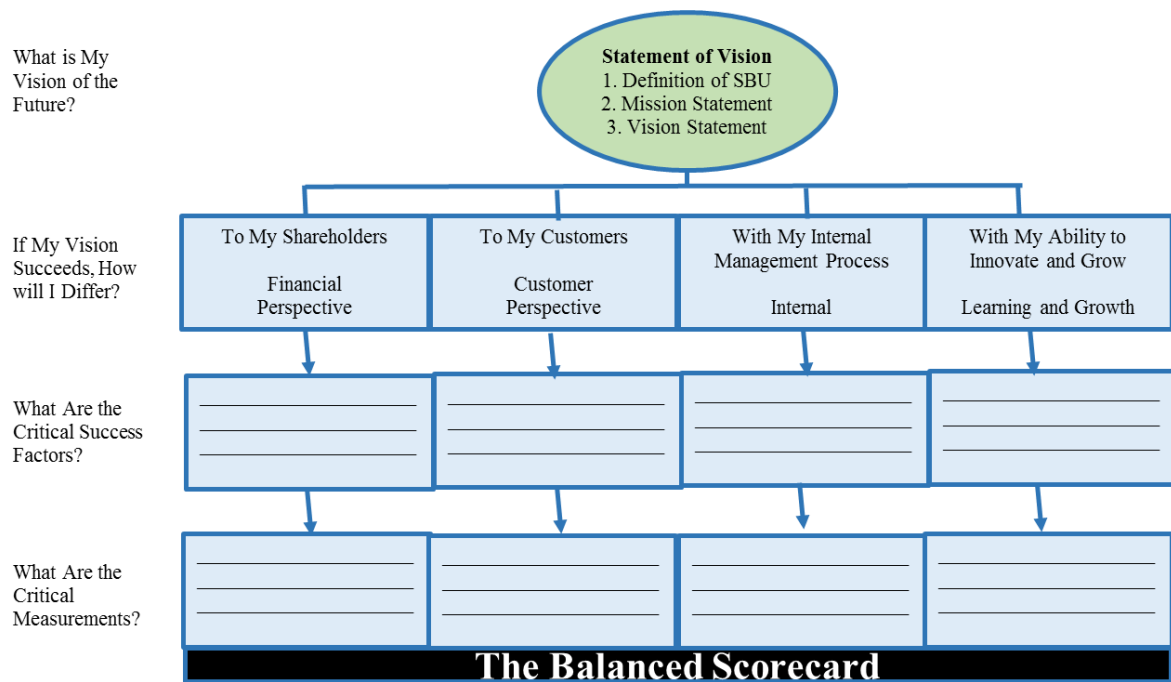 What is My
Vision of the
Future?
Statement of Vision
1. Definition of SBU
2. Mission Statement
3. Vision Statement
If My Vision
Succeeds, How
will I Differ?
To My Shareholders
Financial
Perspective
To My Customers
Customer
Perspective
With My Internal
Management Process
Internal
With My Ability to
Innovate and Grow
Learning and Growth
What Are the
Critical Success
Factors?
What Are the
Critical
Measurements?
The Balanced Scorecard